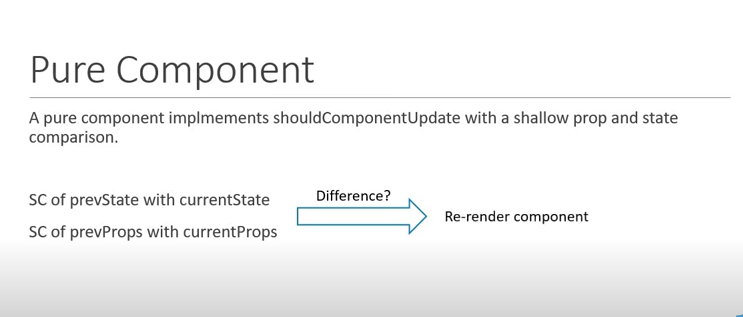 Pure Component
A pure component implmements shouldComponentUpdate with a shallow prop and state
comparison.
SC of prevState with currentState
Difference?
Re-render component
SC of prevProps with currentProps